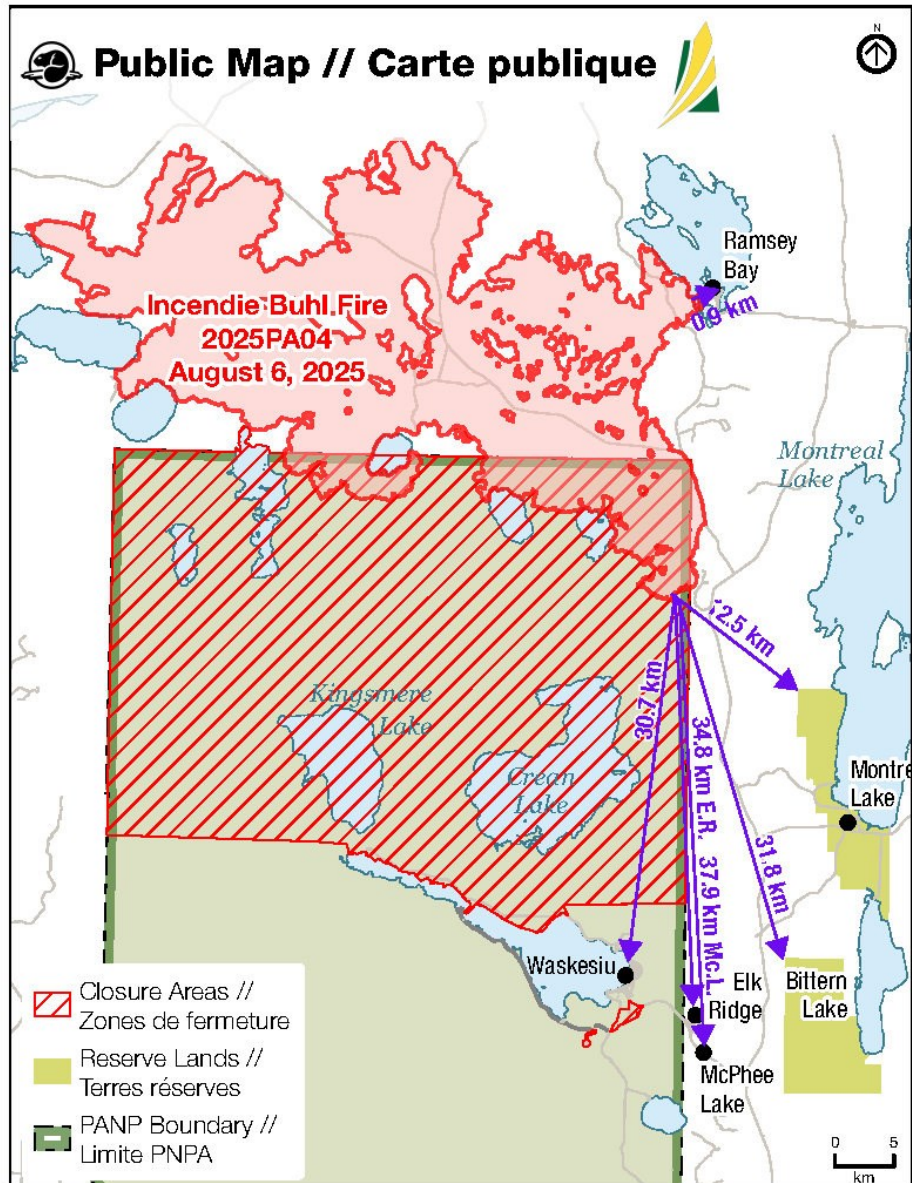 Public Map // Carte publique
N
Ramsey
Bay
0.9 km
Incendie Buhl Fire
2025PA04
August 6, 2025
Montreal
Lake
12.5 km
30.7 km
34.8 km E.R.
37.9 km Mc.L.
31.8 km
Kingsmere
Lake
Crean
Lake
Montre
Lake
Waskesiu
Elk
Ridge
Bittern
Lake
McPhee
Lake
Closure Areas //
Zones de fermeture
Reserve Lands //
Terres réserves
PANP Boundary //
Limite PNPA
0 5
km